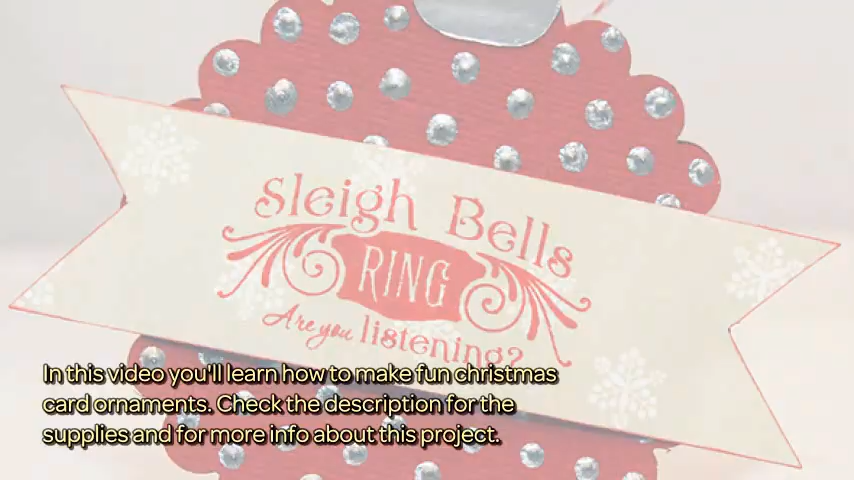 Sleigh Bells
RING
Are you listening?
In this video you'll learn how to make fun christmas
card ornaments. Check the description for the
supplies and for more info about this project.